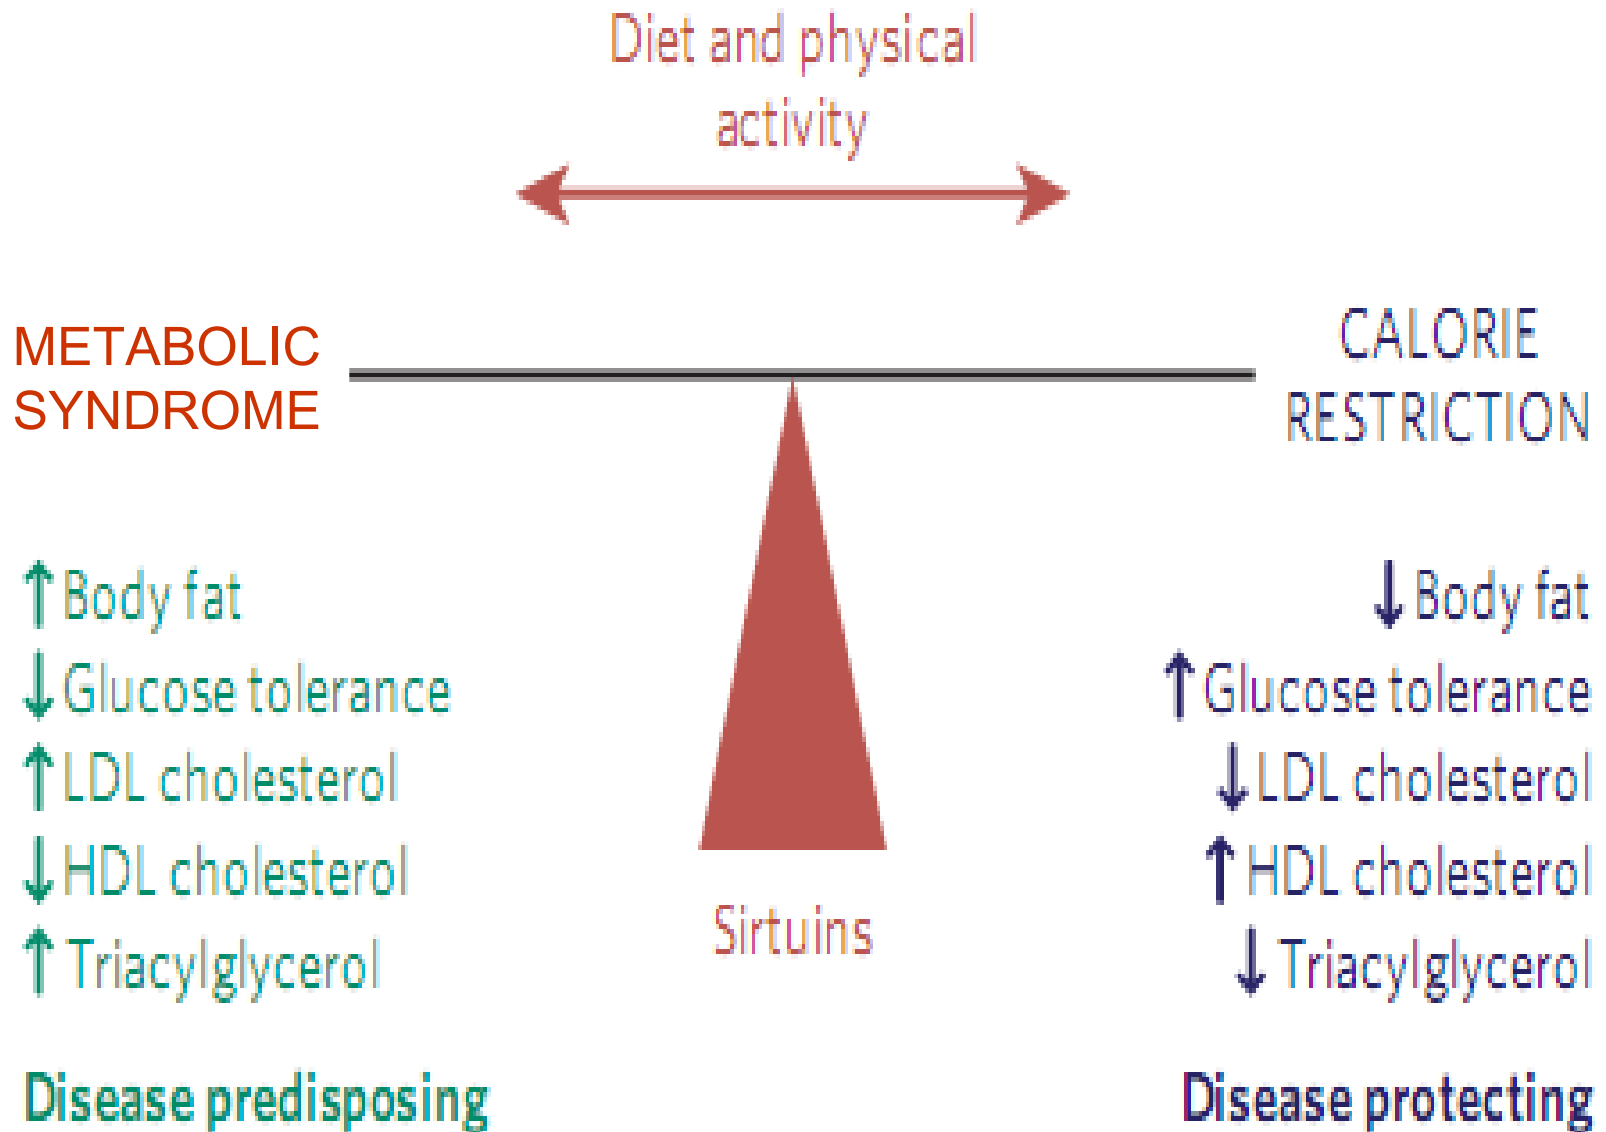 Diet and physical
activity
METABOLIC
SYNDROME
CALORIE
RESTRICTION
↑ Body fat
↓ Glucose tolerance
↑ LDL cholesterol
↓ HDL cholesterol
↑ Triacylglycerol
Disease predisposing
Sirtuins
↓ Body fat
↑ Glucose tolerance
↓ LDL cholesterol
↑ HDL cholesterol
↓ Triacylglycerol
Disease protecting